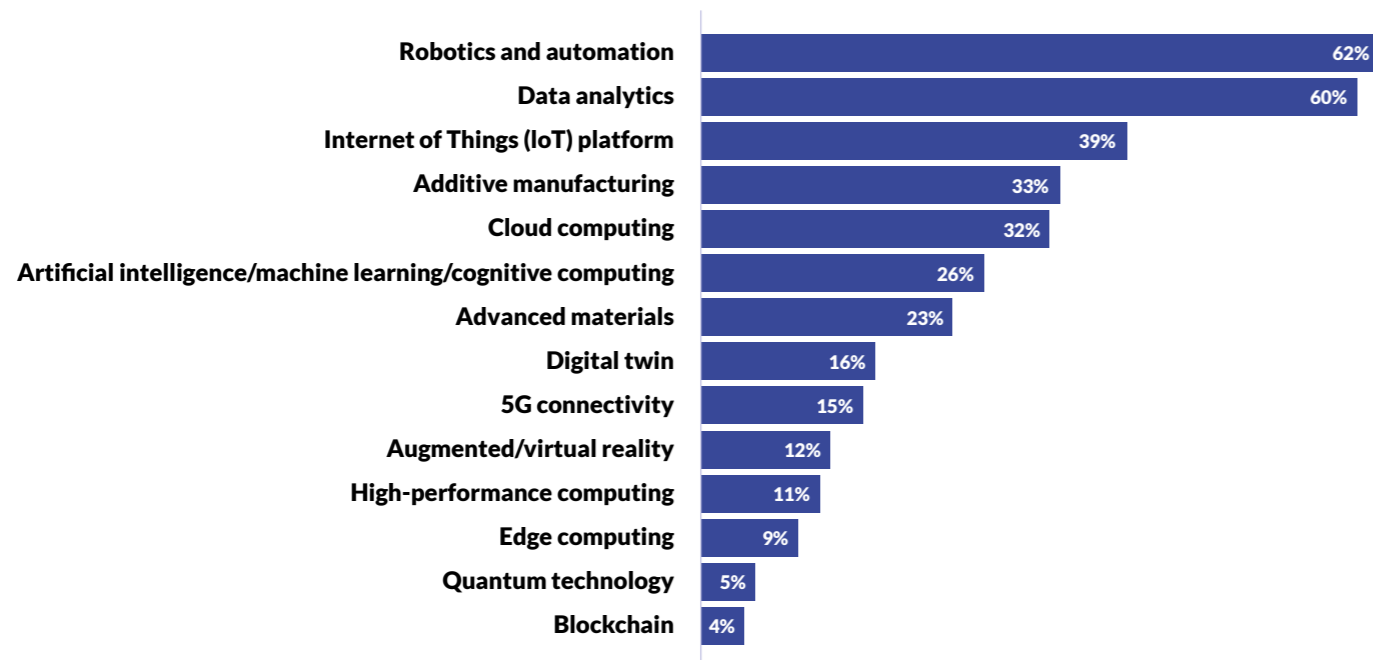 Robotics and automation 62%
Data analytics 60%
Internet of Things (IoT) platform 39%
Additive manufacturing 33%
Cloud computing 32%
Artificial intelligence/machine learning/cognitive computing 26%
Advanced materials 23%
Digital twin 16%
5G connectivity 15%
Augmented/virtual reality 12%
High-performance computing 11%
Edge computing 9%
Quantum technology 5%
Blockchain 4%